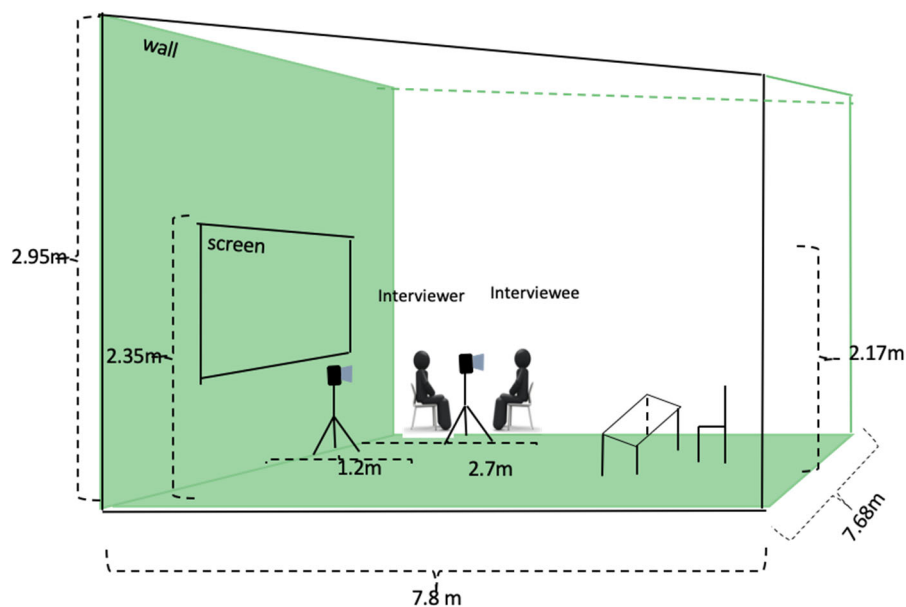 wall
screen
Interviewer
Interviewee
2.95m
2.35m
2.17m
1.2m
2.7m
7.68m
7.8 m